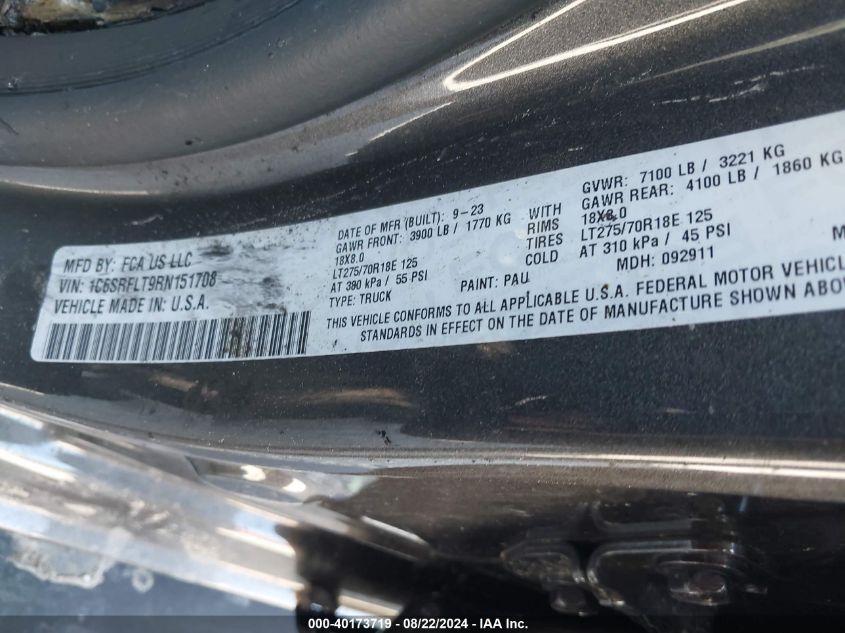 MFD BY: FCA US LLC
VIN: 1C6SRFLT9RN151708
VEHICLE MADE IN U.S.A.
DATE OF MFR (BUILT): 9-23
GAWR FRONT: 3900 LB / 1770 KG WITH
18X8.0 RIMS
LT275/70R18E 125 TIRES
AT 380 kPa / 55 PSI COLD
TYPE: TRUCK PAINT: PAU
GVWR: 7100 LB / 3221 KG
GAWR REAR: 4100 LB / 1860 KG
18X8.0
LT275/70R18E 125
AT 310 kPa / 45 PSI
MDH: 092911
M
THIS VEHICLE CONFORMS TO ALL APPLICABLE U.S.A. FEDERAL MOTOR VEHICLE
STANDARDS IN EFFECT ON THE DATE OF MANUFACTURE SHOWN ABO
000-40173719 - 08/22/2024 - IAA Inc.